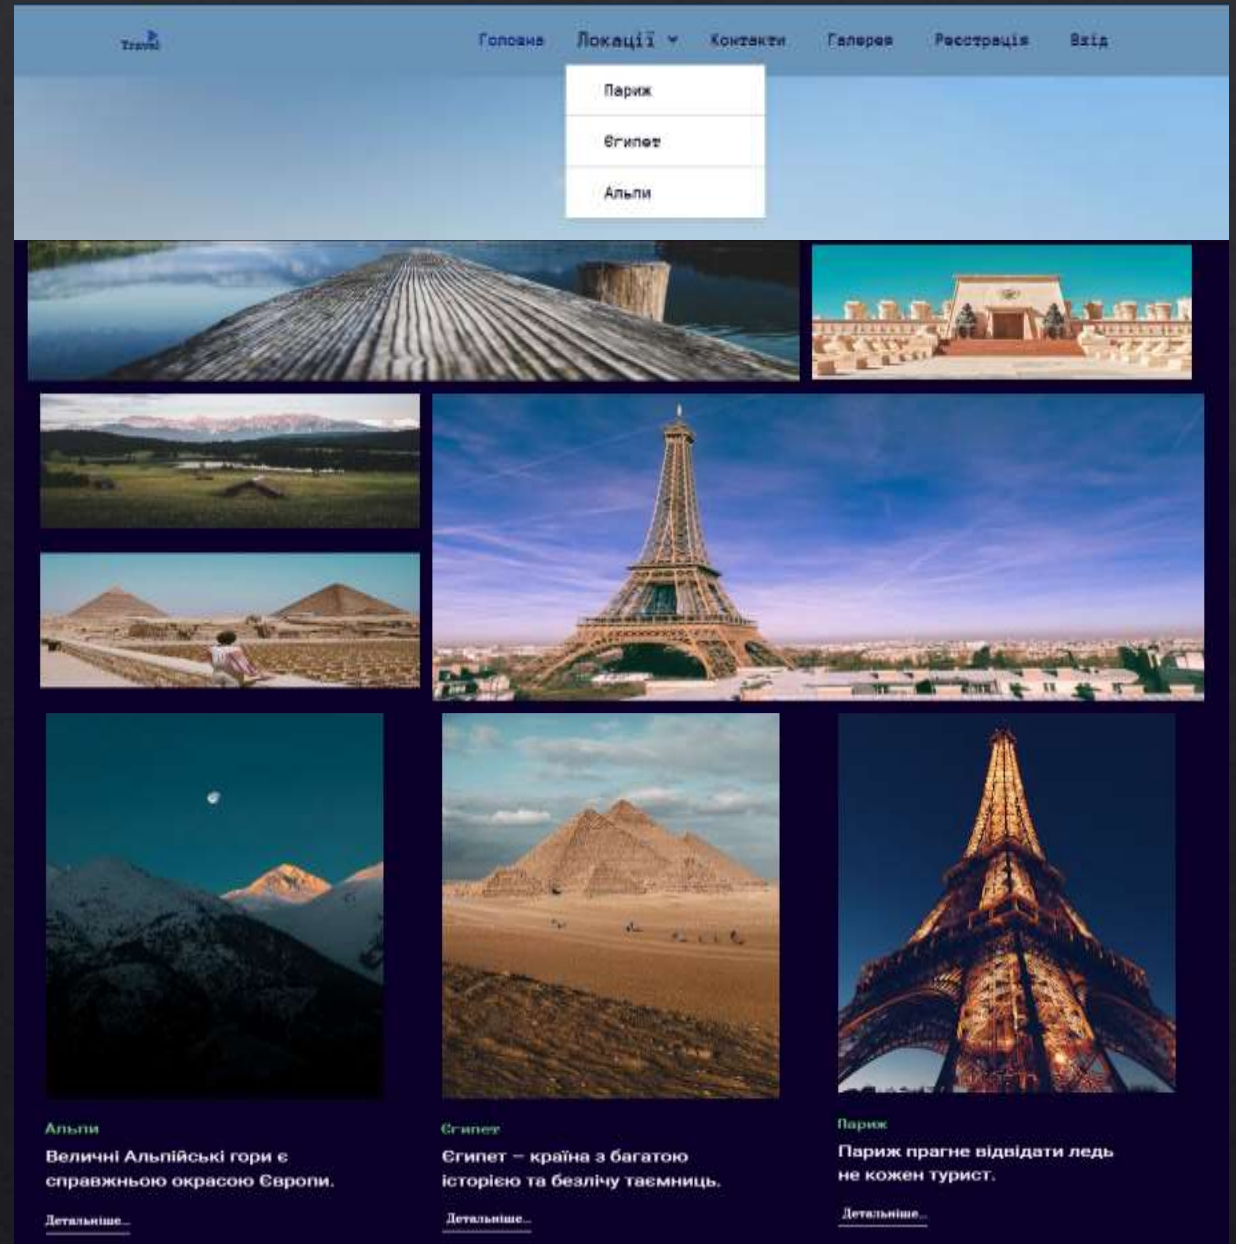 Travel
Головна Локації Контакти Галерея Реєстрація Вхід
Париж
Єгипет
Альпи
Альпи
Величні Альпійські гори є
справжньою окрасою Європи.
Детальніше...
Єгипет
Єгипет – країна з багатою
історією та безлічу таємниць.
Детальніше...
Париж
Париж прагне відвідати ледь
не кожен турист.
Детальніше...